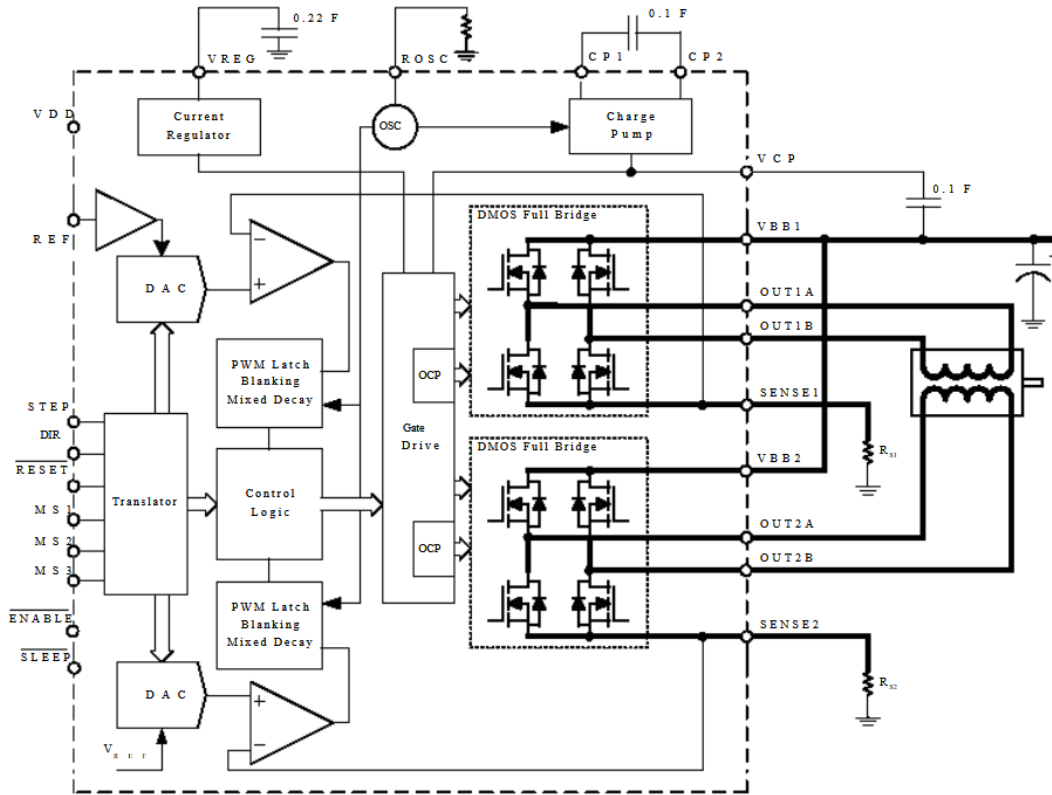 0.22 F
0.1 F
VREG
ROSC
CP1
CP2
VDD
Current
Regulator
OSC
Charge
Pump
VCP
0.1 F
REF
DMOS Full Bridge
VBB1
DAC
OUT1A
OUT1B
PWM Latch
Blanking
Mixed Decay
OCP
SENSE1
STEP
DIR
RESET
MS1
MS2
MS3
ENABLE
SLEEP
Translator
Control
Logic
Gate
Drive
DMOS Full Bridge
RS1
VBB2
OUT2A
OCP
OUT2B
PWM Latch
Blanking
Mixed Decay
SENSE2
DAC
RS2
VREF